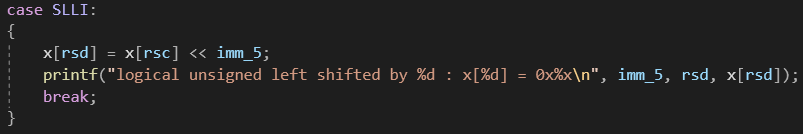 case SLLI:
{
    x[rsd] = x[rsc] << imm_5;
    printf("logical unsigned left shifted by %d : x[%d] = 0x%x\n", imm_5, rsd, x[rsd]);
    break;
}